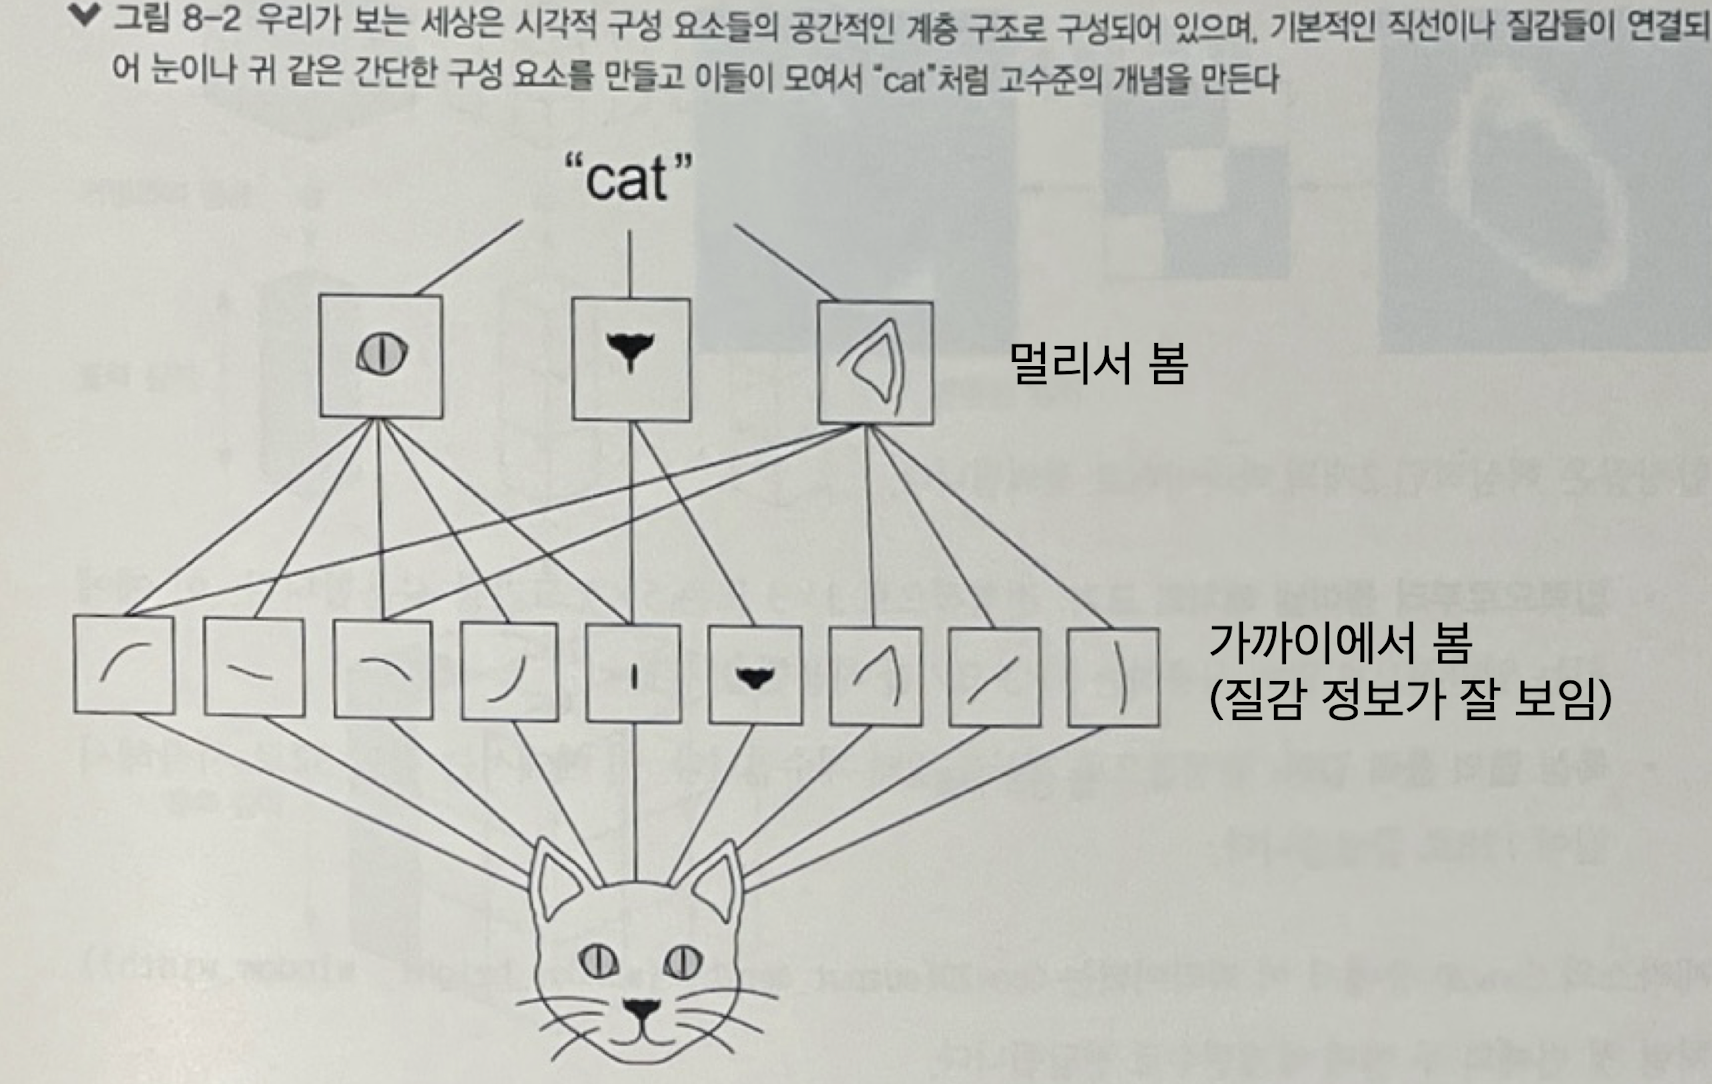 그림 8-2 우리가 보는 세상은 시각적 구성 요소들의 공간적인 계층 구조로 구성되어 있으며, 기본적인 직선이나 질감들이 연결되
어 눈이나 귀 같은 간단한 구성 요소를 만들고 이들이 모여서 “cat”처럼 고수준의 개념을 만든다
“cat”
멀리서 봄
가까이에서 봄
(질감 정보가 잘 보임)